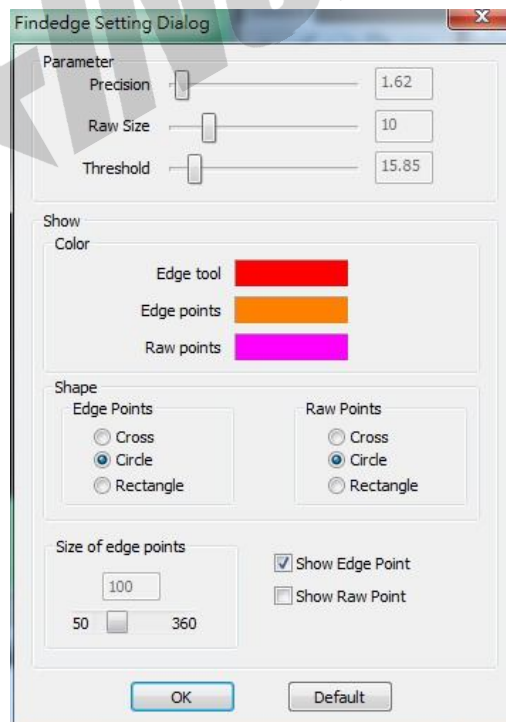 Findedge Setting Dialog
x
Parameter
Precision 1.62
Raw Size 10
Threshold 15.85
Show
Color
Edge tool
Edge points
Raw points
Shape
Edge Points Raw Points
Cross Cross
Circle Circle
Rectangle Rectangle
Size of edge points
100
50 360
Show Edge Point
Show Raw Point
OK Default